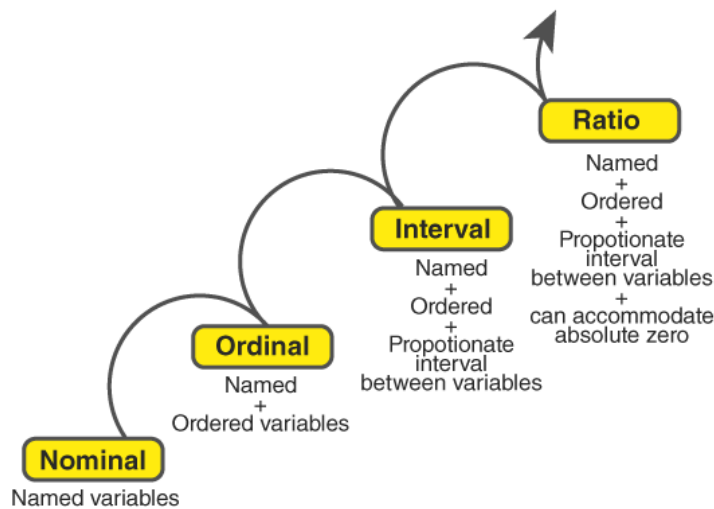 Ratio
Named
+
Ordered
+
Propotionate
interval
between variables
+
can accommodate
absolute zero
Interval
Named
+
Ordered
+
Propotionate
interval
between variables
Ordinal
Named
+
Ordered variables
Nominal
Named variables